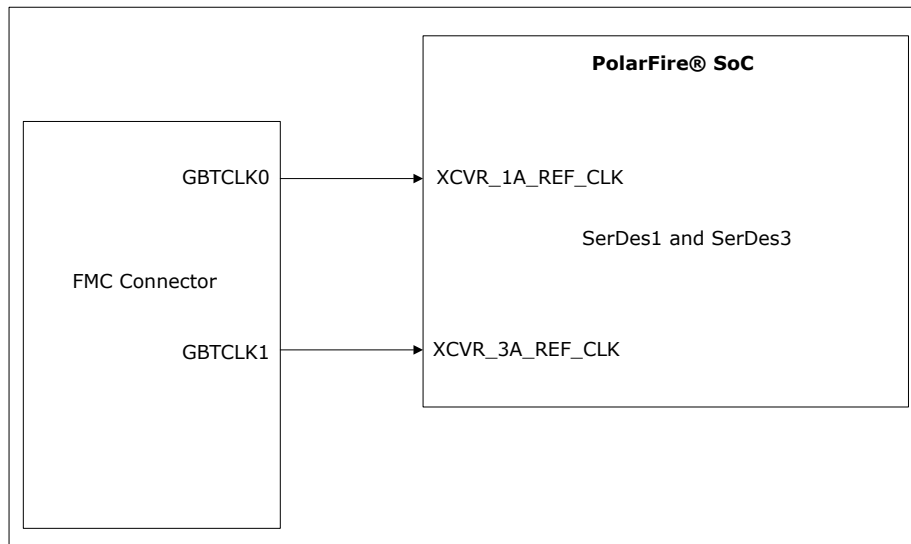 PolarFire® SoC
GBTCLK0
XCVR_1A_REF_CLK
SerDes1 and SerDes3
FMC Connector
GBTCLK1
XCVR_3A_REF_CLK